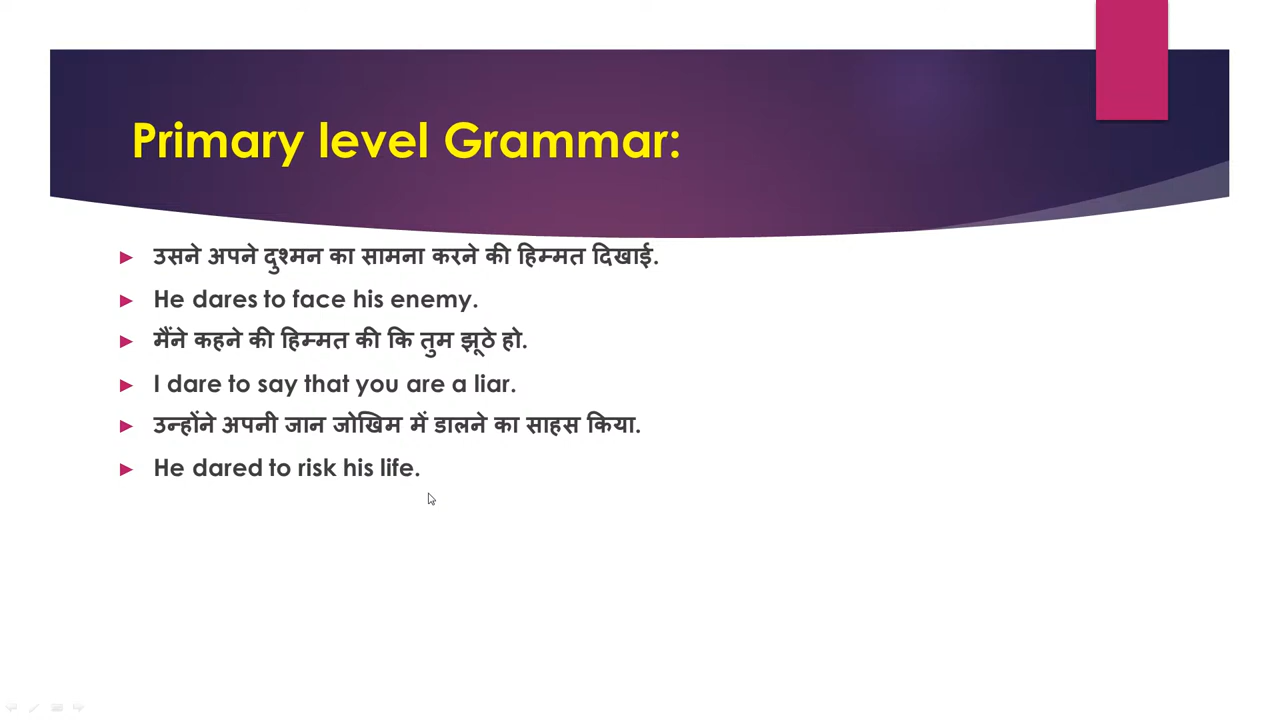 Primary level Grammar:
उसने अपने दुश्मन का सामना करने की हिम्मत दिखाई.
He dares to face his enemy.
मैंने कहने की हिम्मत की कि तुम झूठे हो.
I dare to say that you are a liar.
उन्होंने अपनी जान जोखिम में डालने का साहस किया.
He dared to risk his life.